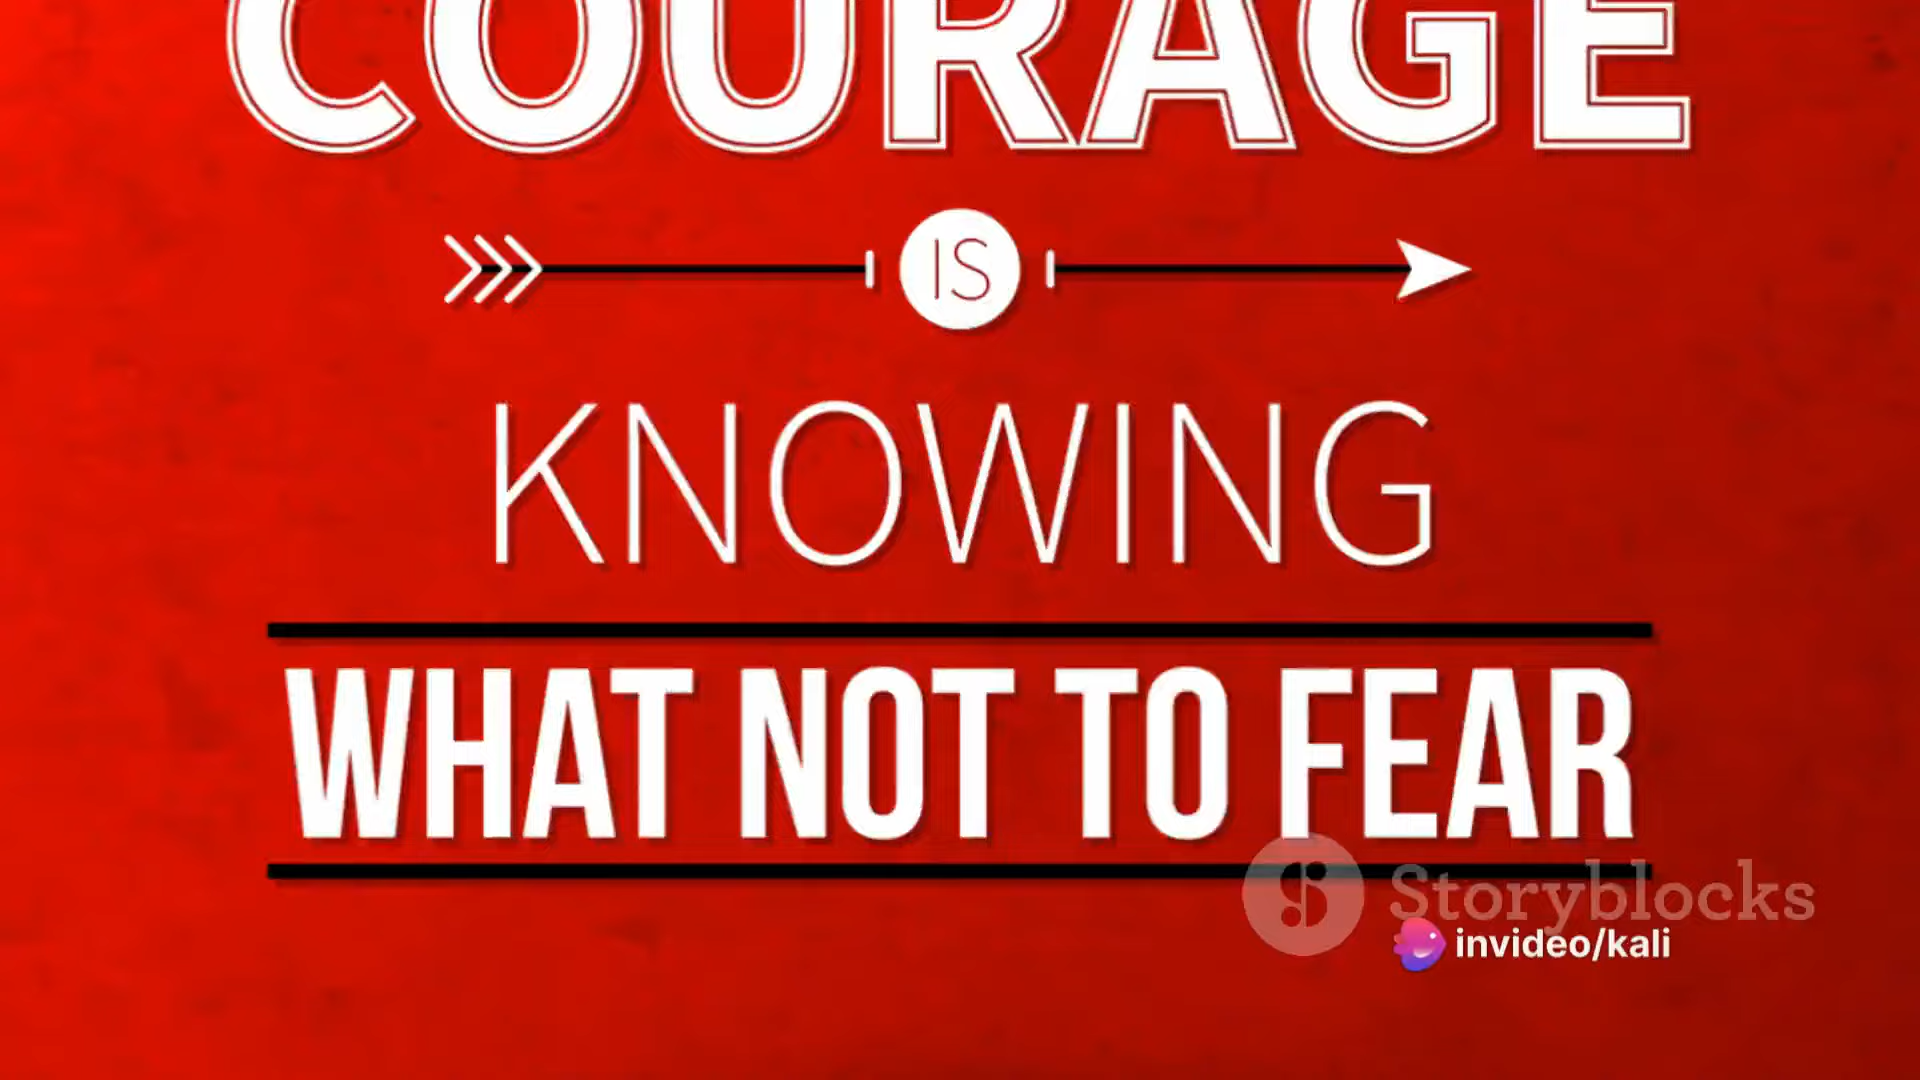 COURAGE
IS
KNOWING
WHAT NOT TO FEAR
Storyblocks
invideo/kali